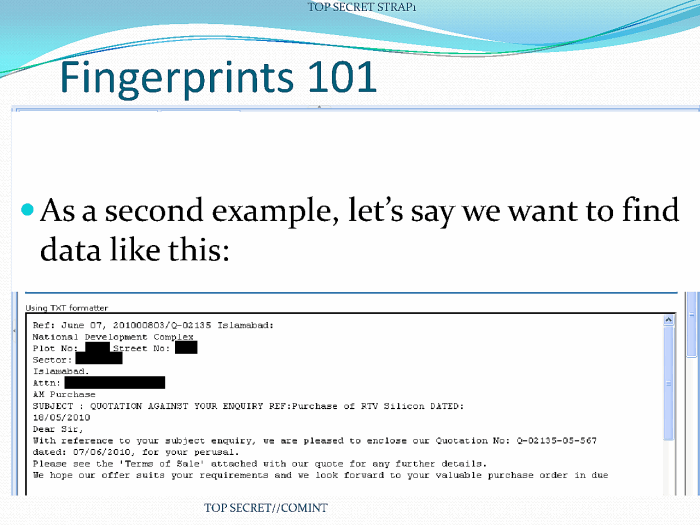 TOP SECRET STRAP1
Fingerprints 101
As a second example, let's say we want to find
data like this:
Using TXT formatter
Ref: June 07, 201000803/Q-02135 Islamabad:
National Development Complex
Plot No: Street No:
Sector:
Islamabad.
Attn:
AM Purchase
SUBJECT : QUOTATION AGAINST YOUR ENQUIRY REF:Purchase of RTV Silicon DATED:
18/05/2010
Dear Sir,
With reference to your subject enquiry, we are pleased to enclose our Quotation No: Q-02135-05-567
dated: 07/06/2010, for your perusal.
Please see the 'Terms of Sale' attached with our quote for any further details.
We hope our offer suits your requirements and we look forward to your valuable purchase order in due
TOP SECRET//COMINT